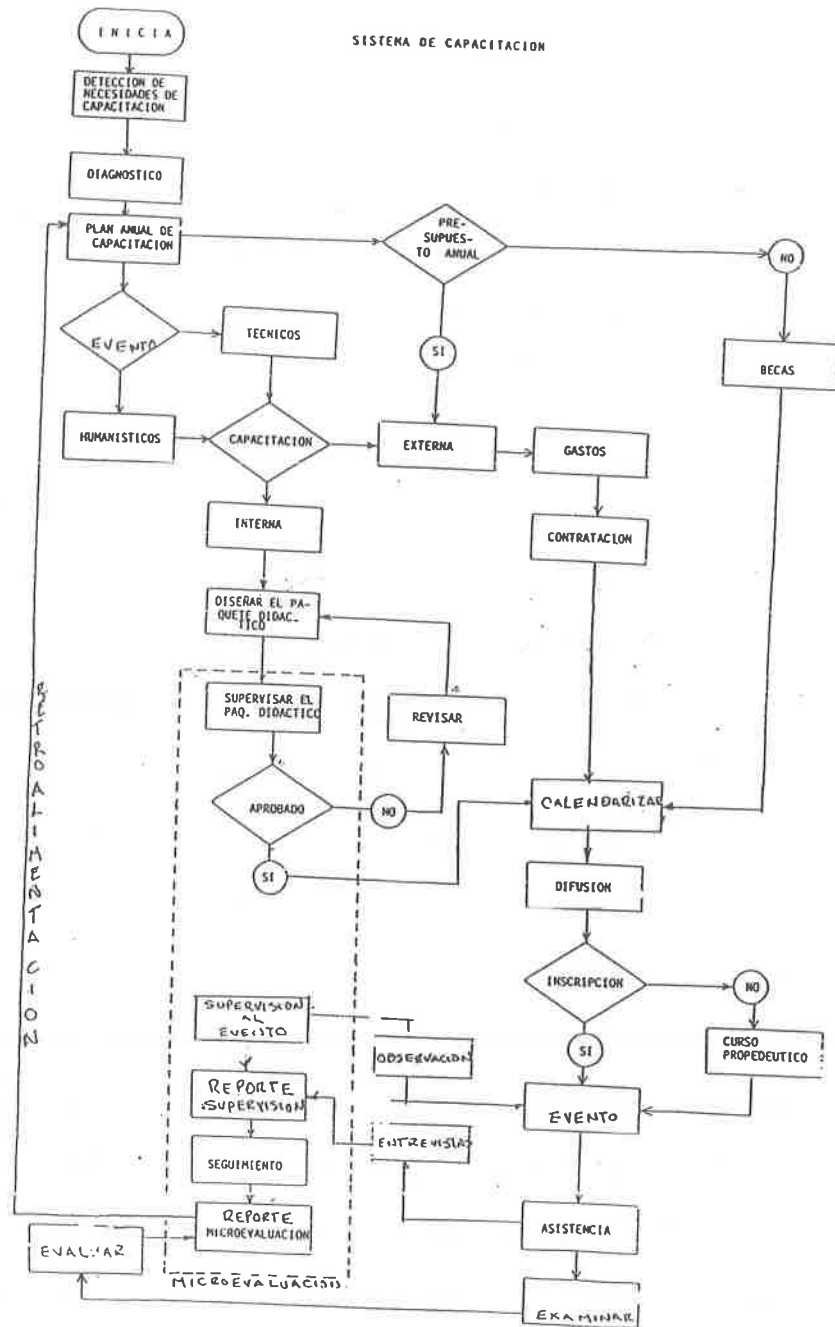 SISTEMA DE CAPACITACION
INICIA
DETECCION DE
NECESIDADES DE
CAPACITACION
DIAGNOSTICO
PLAN ANUAL DE
CAPACITACION
PRE-
SUPUES-
TO ANUAL
NO
EVENTO
TECNICOS
SI
BECAS
HUMANISTICOS
CAPACITACION
EXTERNA
GASTOS
INTERNA
CONTRATACION
DISEÑAR EL PA-
QUETE DIDAC-
TICO
SUPERVISAR EL
PAQ. DIDACTICO
REVISAR
APROBADO
NO
CALENDARIZAR
SI
DIFUSION
RETROALIMENTACION
INSCRIPCION
NO
SUPERVISION
AL
EVENTO
OBSERVACION
SI
CURSO
PROPEDEUTICO
REPORTE
SUPERVISION
EVENTO
ENTREVISTAS
SEGUIMIENTO
REPORTE
MICROEVALUACION
ASISTENCIA
EVALUAR
MICROEVALUACION
EXAMINAR